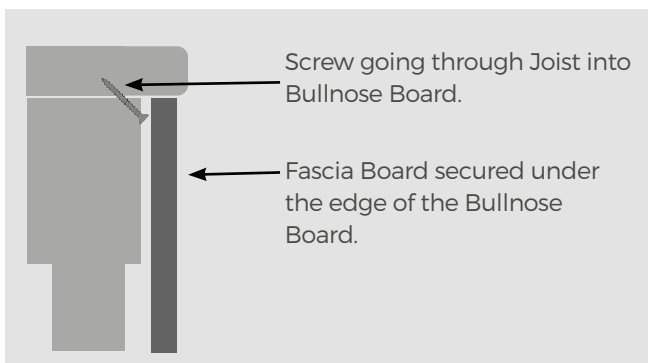 Screw going through Joist into
Bullnose Board.
Fascia Board secured under
the edge of the Bullnose
Board.